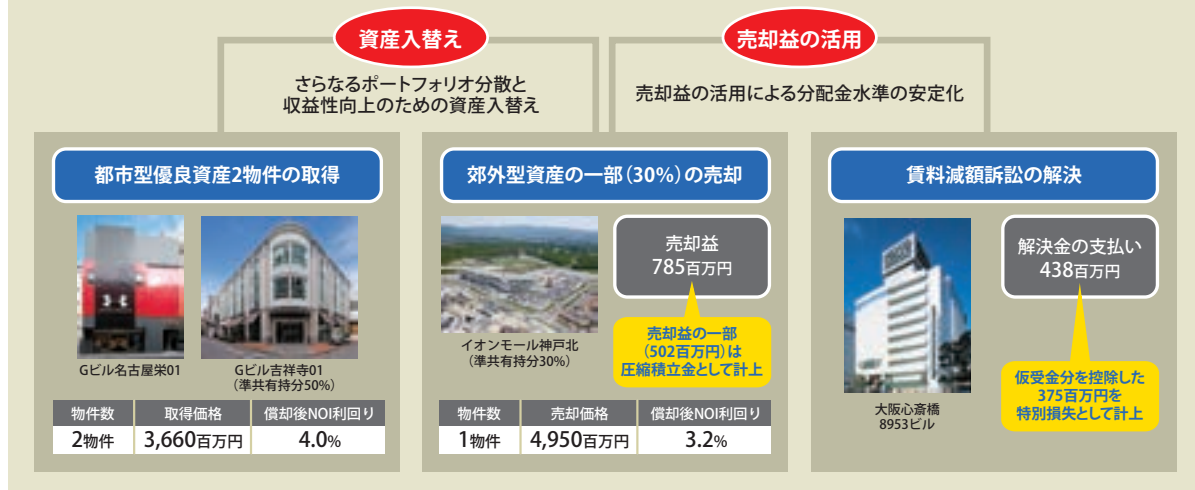 資産入替え
さらなるポートフォリオ分散と
収益性向上のための資産入替え
売却益の活用
売却益の活用による分配金水準の安定化
都市型優良資産2物件の取得
Gビル名古屋栄01
Gビル吉祥寺01
（準共有持分50%）
物件数 取得価格 償却後NOI利回り
2物件 3,660百万円 4.0%
郊外型資産の一部（30%）の売却
イオンモール神戸北
（準共有持分30%）
売却益
785百万円
売却益の一部
（502百万円）は
圧縮積立金として計上
物件数 売却価格 償却後NOI利回り
1物件 4,950百万円 3.2%
賃料減額訴訟の解決
大阪心斎橋
8953ビル
解決金の支払い
438百万円
仮受金分を控除した
375百万円を
特別損失として計上